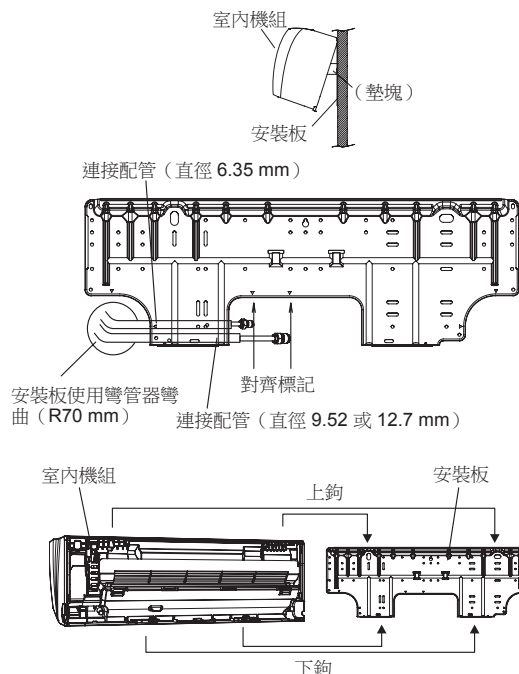 室內機組
（墊塊）
安裝板
連接配管（直徑 6.35 mm）
對齊標記
安裝板使用彎管器彎
曲（R70 mm）
連接配管（直徑 9.52 或 12.7 mm）
室內機組
上鉤
安裝板
下鉤